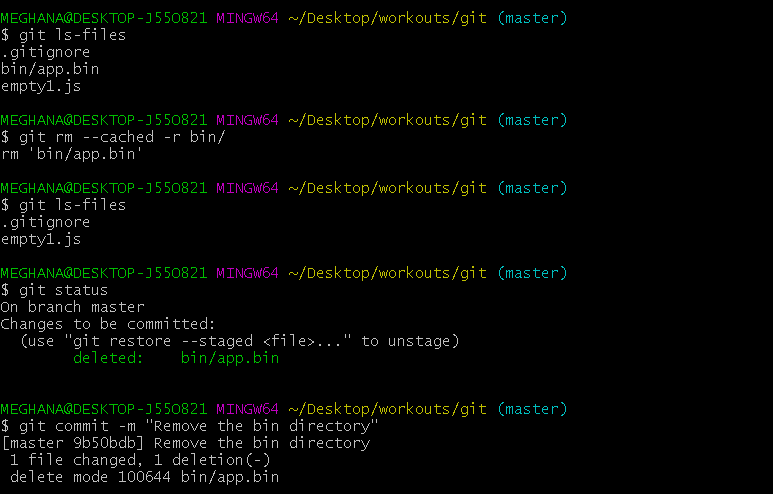 MEGHANA@DESKTOP-J55O821 MINGW64 ~/Desktop/workouts/git (master)
$ git ls-files
.gitignore
bin/app.bin
empty1.js
MEGHANA@DESKTOP-J55O821 MINGW64 ~/Desktop/workouts/git (master)
$ git rm --cached -r bin/
rm 'bin/app.bin'
MEGHANA@DESKTOP-J55O821 MINGW64 ~/Desktop/workouts/git (master)
$ git ls-files
.gitignore
empty1.js
MEGHANA@DESKTOP-J55O821 MINGW64 ~/Desktop/workouts/git (master)
$ git status
On branch master
Changes to be committed:
  (use "git restore --staged <file>..." to unstage)
        deleted:    bin/app.bin
MEGHANA@DESKTOP-J55O821 MINGW64 ~/Desktop/workouts/git (master)
$ git commit -m "Remove the bin directory"
[master 9b50bdb] Remove the bin directory
 1 file changed, 1 deletion(-)
 delete mode 100644 bin/app.bin